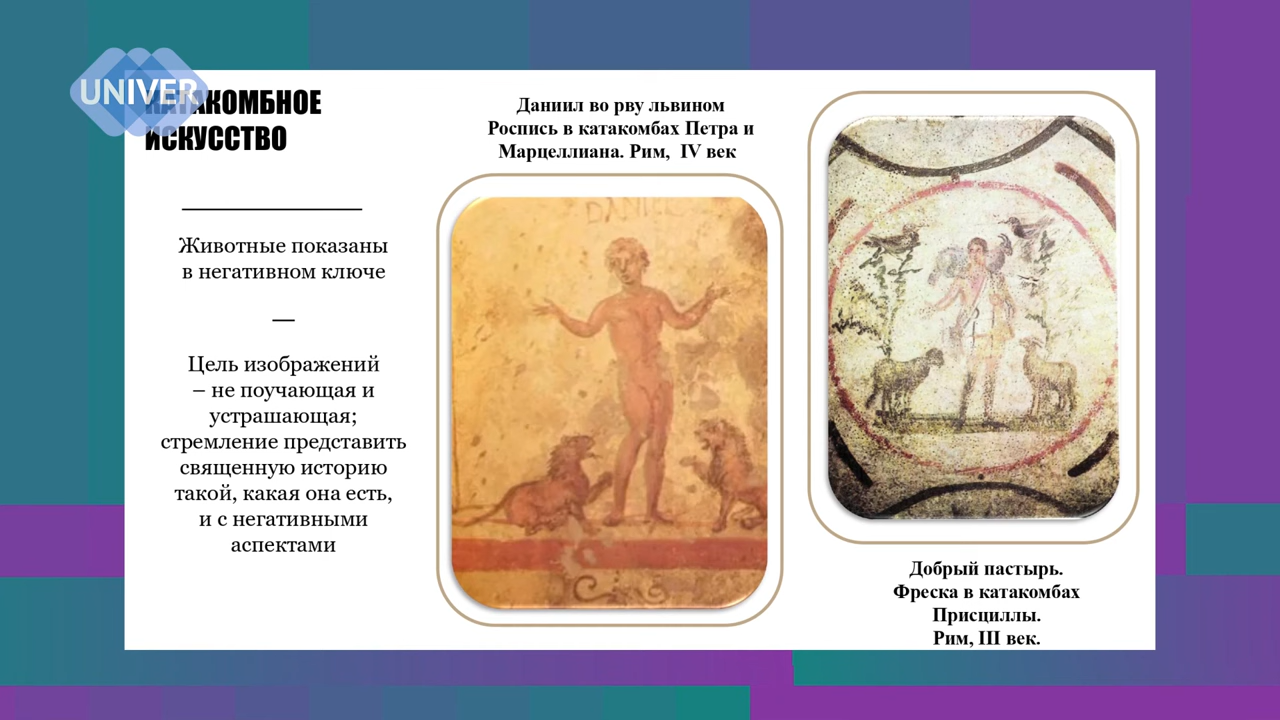 UNIVER
КАТАКОМБНОЕ
ИСКУССТВО
Животные показаны
в негативном ключе
—
Цель изображений
– не поучающая и
устрашающая;
стремление представить
священную историю
такой, какая она есть,
и с негативными
аспектами
Даниил во рву львином
Роспись в катакомбах Петра и
Марцеллиана. Рим, IV век
DANIEL
Добрый пастырь.
Фреска в катакомбах
Присциллы.
Рим, III век.